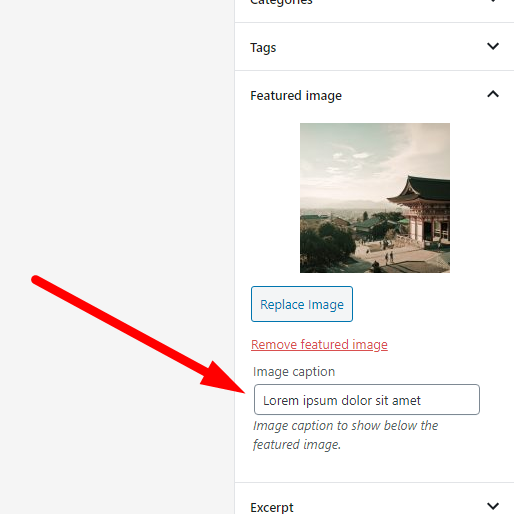 Categories
Tags
Featured image
Replace Image
Remove featured image
Image caption
Lorem ipsum dolor sit amet
Image caption to show below the
featured image.
Excerpt